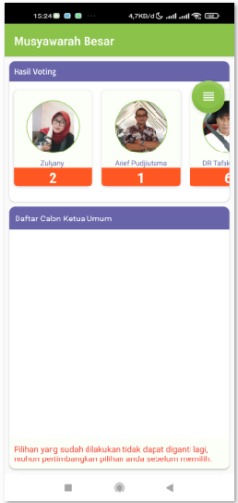 15:24
4,7KB/d
Musyawarah Besar
Hasil Voting
Zulyany
Arief Pudjiutomo
DR Tafak
2
1
6
Daftar Calon Ketua Umum
Pilihan yang sudah dilakukan tidak dapat diganti lagi,
mohon pertimbangkan pilihan anda sebelum memilih.